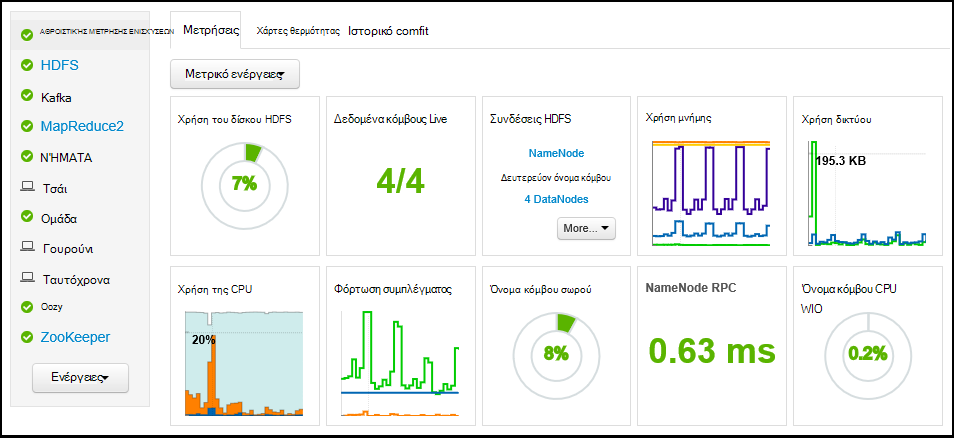 ΑΘΡΟΙΣΤΙΚΗΣ ΜΕΤΡΗΣΗΣ ΕΝΙΣΧΥΣΕΩΝ
HDFS
Kafka
MapReduce2
Ν'ΉΜΑΤΑ
Τσάι
Ομάδα
Γουρούνι
Ταυτόχρονα
Oozy
ZooKeeper
Ενέργειες
Μετρήσεις
Χάρτες θερμότητας
Ιστορικό comfit
Μετρικό ενέργειες
Χρήση του δίσκου HDFS
7%
Δεδομένα κόμβους Live
4/4
Συνδέσεις HDFS
NameNode
Δευτερεύον όνομα κόμβου
4 DataNodes
More...
Χρήση μνήμης
Χρήση δικτύου
195.3 KB
Χρήση της CPU
20%
Φόρτωση συμπλέγματος
Όνομα κόμβου σωρού
8%
NameNode RPC
0.63 ms
Όνομα κόμβου CPU
WIO
0.2%